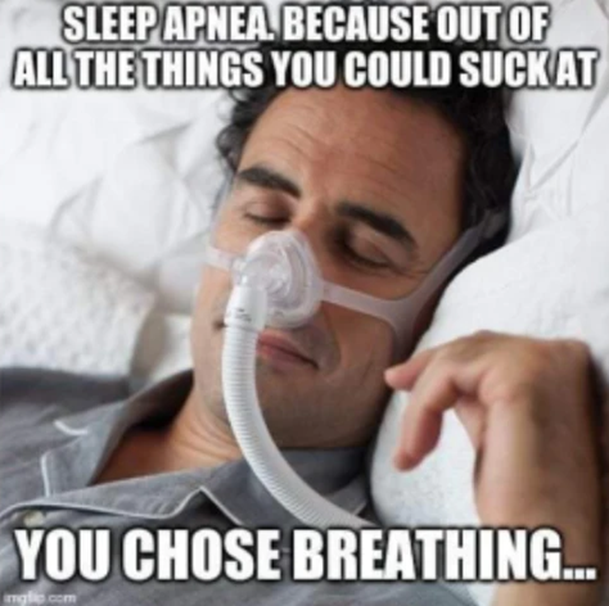 SLEEP APNEA. BECAUSE OUT OF
ALL THE THINGS YOU COULD SUCK AT
YOU CHOSE BREATHING...
imgflip.com